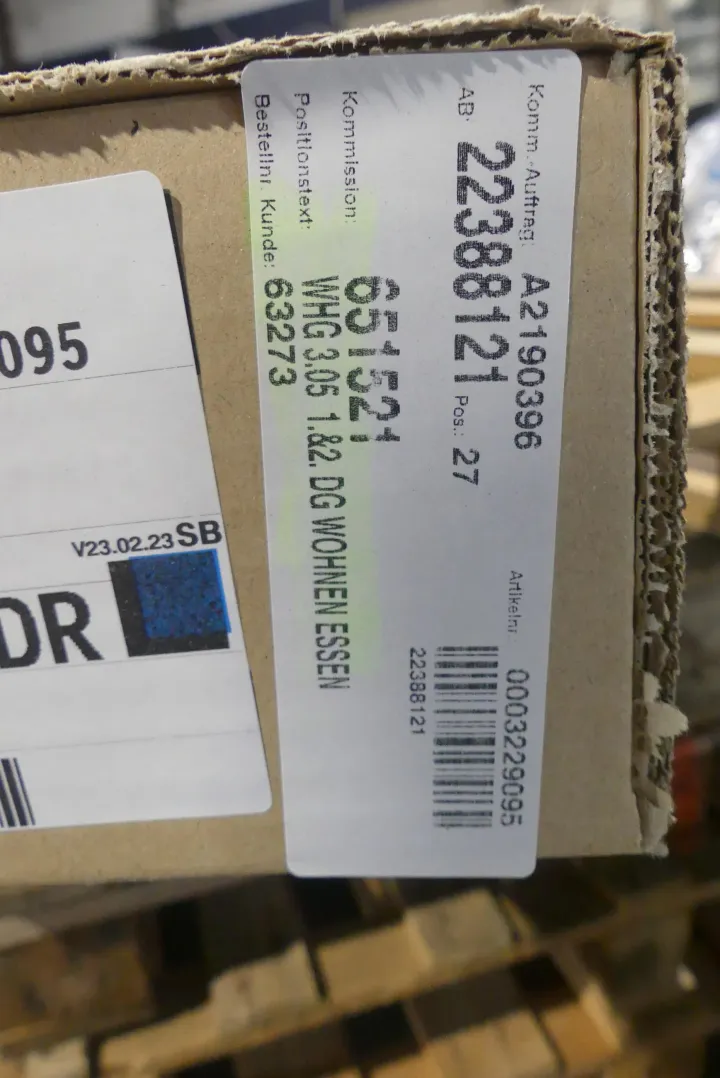 Komm.-Auftrag: A2190396
Artikelnr.: 0003229095
AB: 22388121 Pos.: 27
22388121
Kommission: 651521
Positionstext: WHG 3.05 1.&2. DG WOHNEN ESSEN
Bestellnr. Kunde: 63273
095
V23.02.23 SB
DR